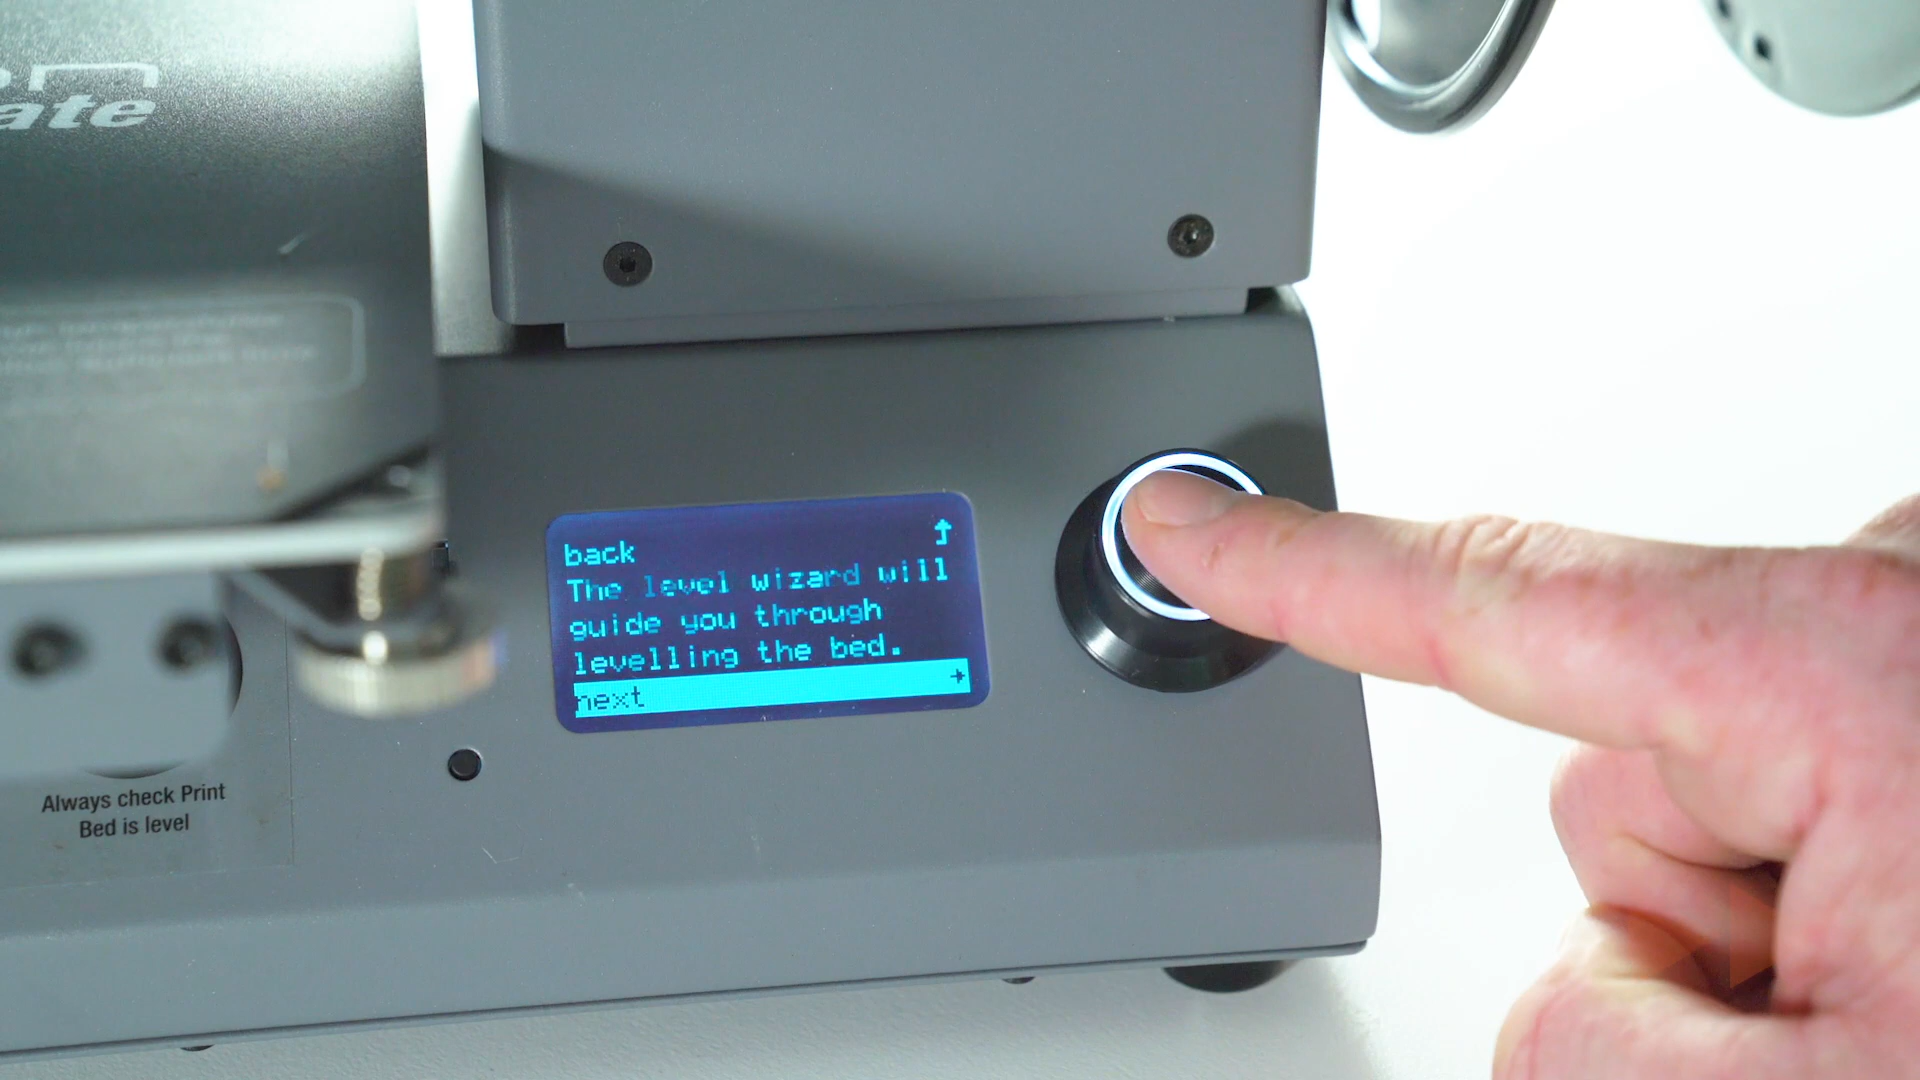 ate
back
The level wizard will
guide you through
levelling the bed.
next
Always check Print
Bed is level